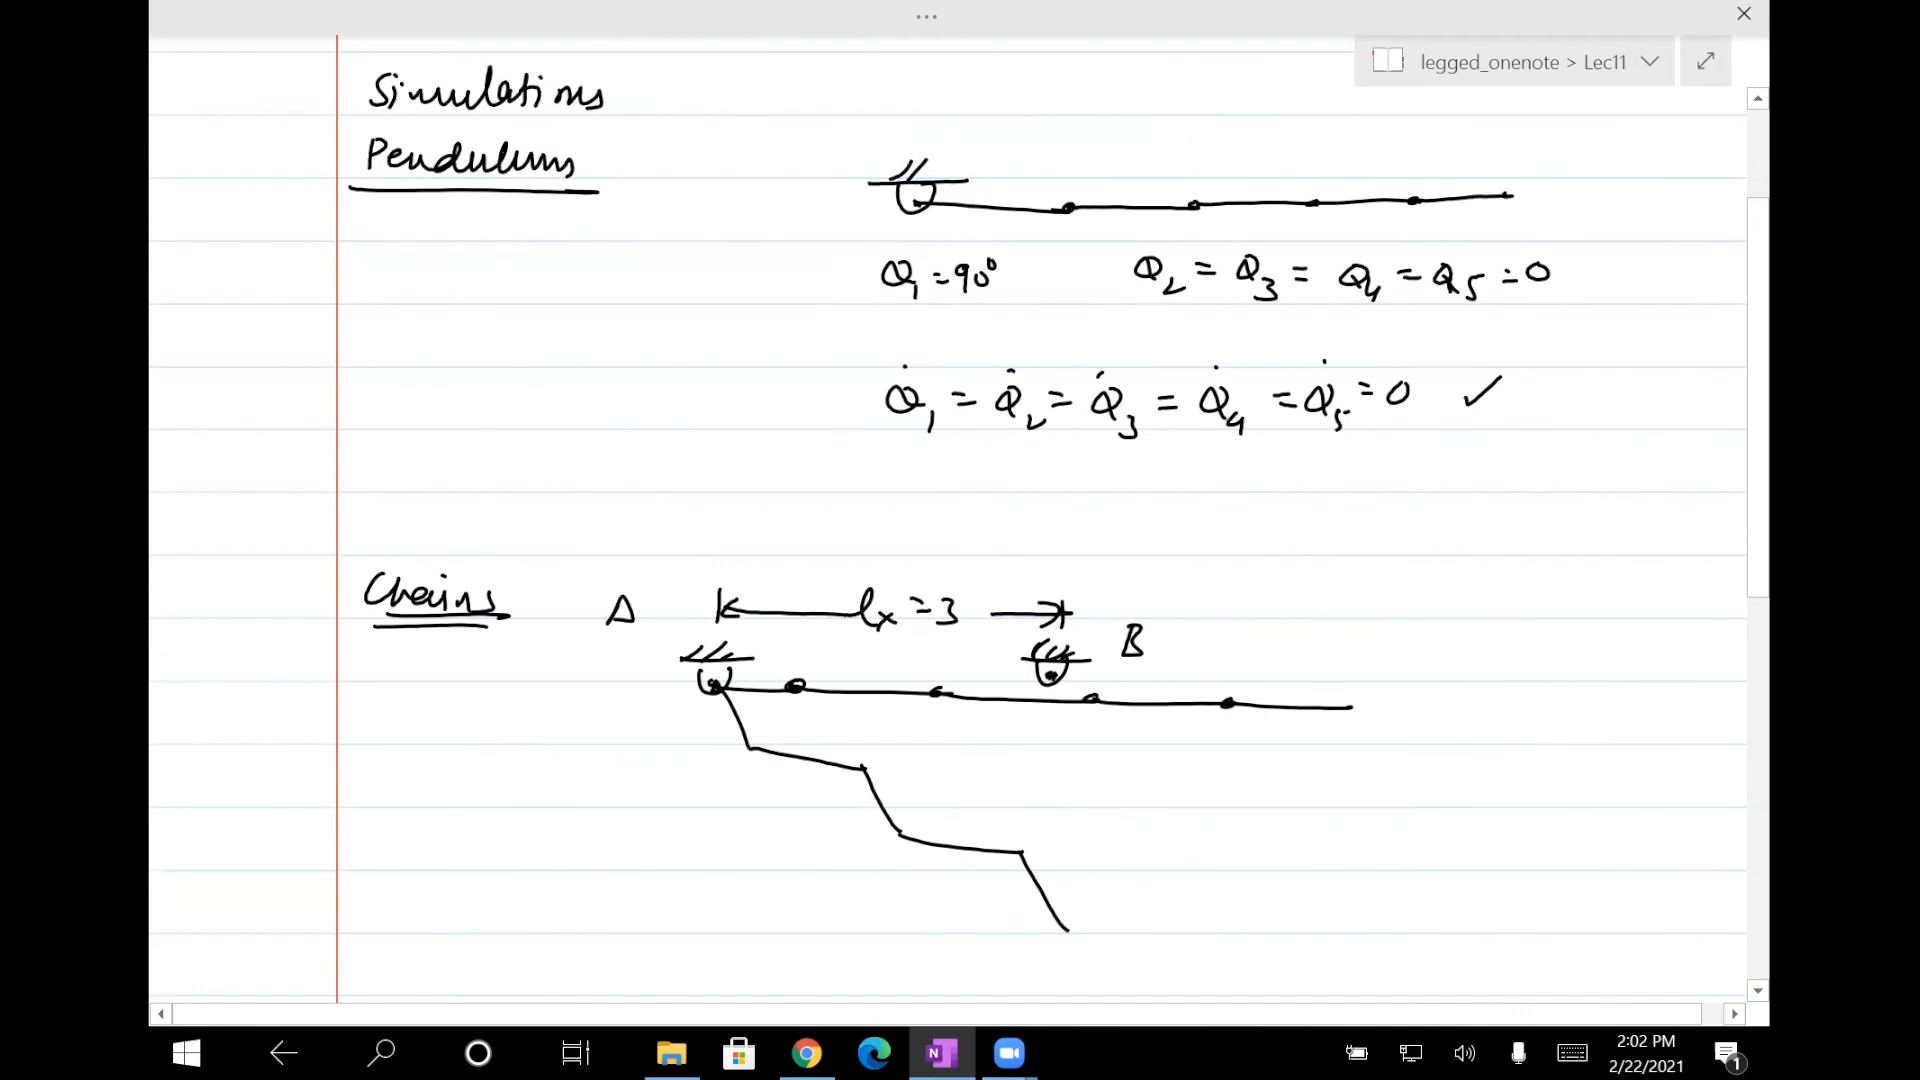 legged_onenote > Lec11
Simulations
Pendulums
θ₁ = 90° θ₂ = θ₃ = θ₄ = θ₅ = 0
θ̇₁ = θ̇₂ = θ̇₃ = θ̇₄ = θ̇₅ = 0 ✓
Chains A lₓ = 3 B
2:02 PM
2/22/2021
1